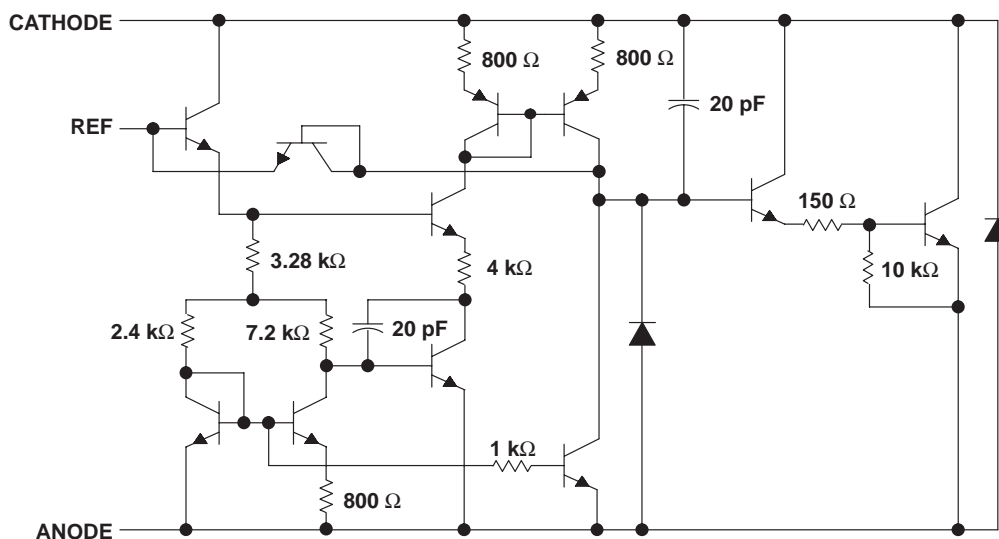 CATHODE
800 Ω
800 Ω
20 pF
REF
150 Ω
3.28 kΩ
4 kΩ
10 kΩ
2.4 kΩ
7.2 kΩ
20 pF
1 kΩ
800 Ω
ANODE